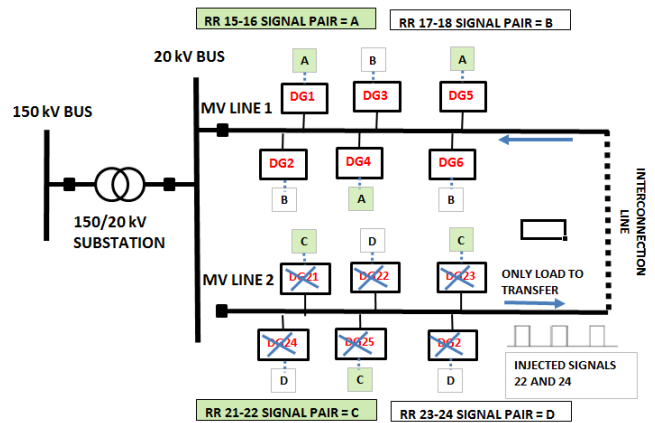 RR 15-16 SIGNAL PAIR = A
RR 17-18 SIGNAL PAIR = B
20 kV BUS
A
B
A
DG1
DG3
DG5
MV LINE 1
150 kV BUS
DG2
DG4
DG6
B
A
B
150/20 kV
SUBSTATION
INTERCONNECTION
LINE
C
D
C
MV LINE 2
DG21
DG22
DG23
ONLY LOAD TO
TRANSFER
DG24
DG25
DG2
D
C
D
INJECTED SIGNALS
22 AND 24
RR 21-22 SIGNAL PAIR = C
RR 23-24 SIGNAL PAIR = D